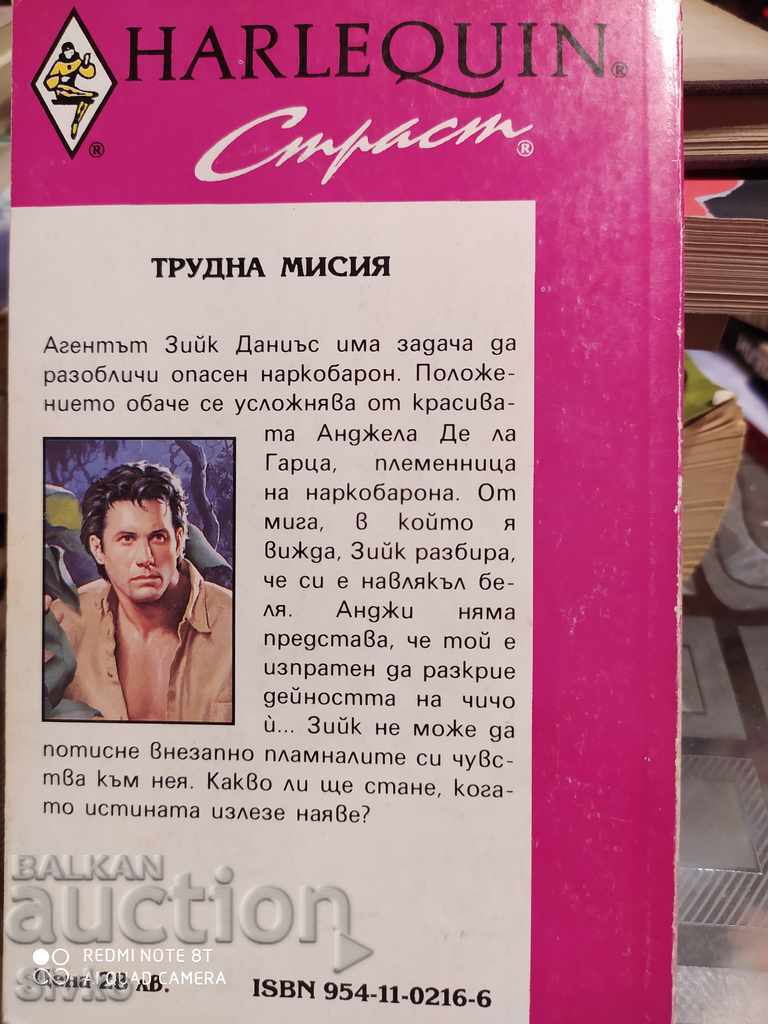 HARLEQUIN®
Страст®
®
ТРУДНА МИСИЯ
Агентът Зийк Даниъс има задача да
разобличи опасен наркобарон. Положе-
нието обаче се усложнява от красива-
та Анджела Де ла
Гарца, племенница
на наркобарона. От
мига, в който я
вижда, Зийк разбира,
че си е навлякъл бе-
ля. Анджи няма
представа, че той е
изпратен да разкрие
дейността на чичо
ѝ... Зийк не може да
потисне внезапно пламналите си чувс-
тва към нея. Какво ли ще стане, кога-
то истината излезе наяве?
BALKAN
auction
REDMI NOTE 8T
AI QUAD CAMERA
Цена 28 лв.
Sivko
ISBN 954-11-0216-6